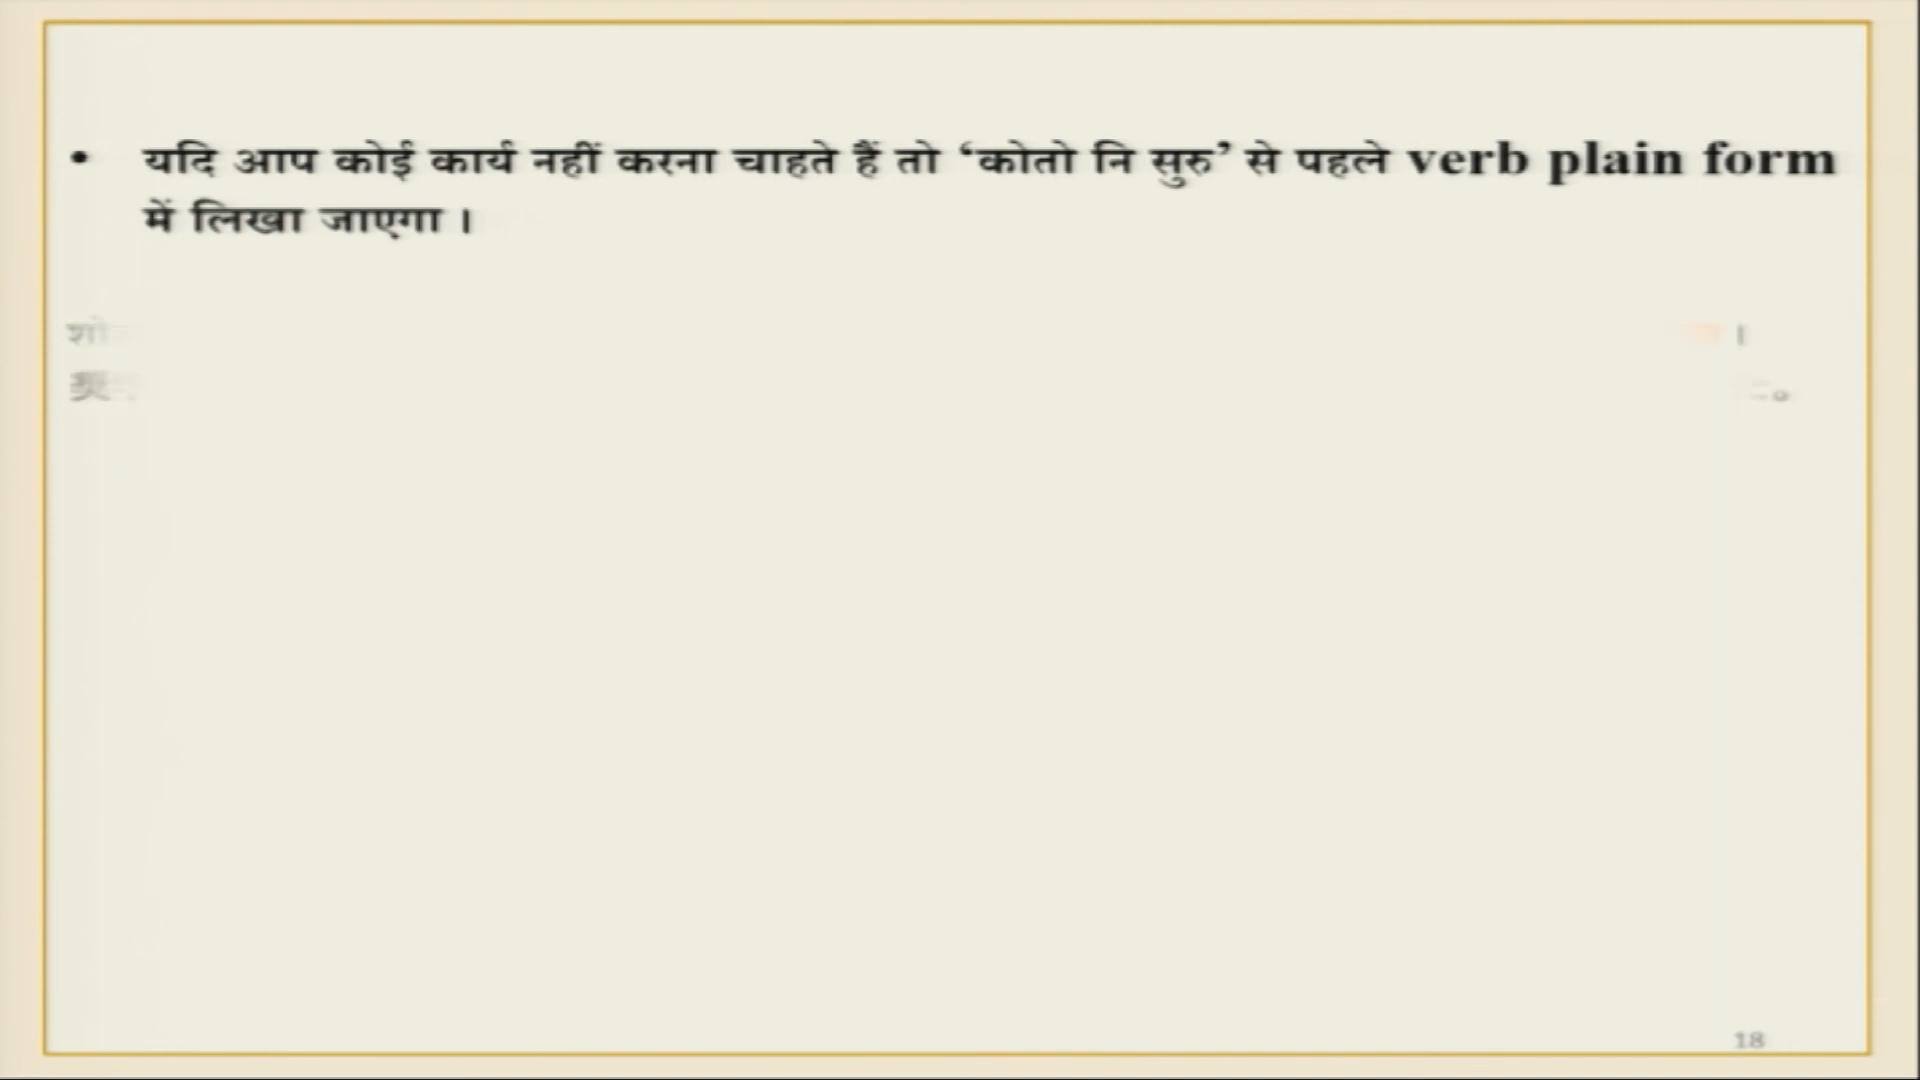 • यदि आप कोई कार्य नहीं करना चाहते हैं तो ‘कोतो नि सुरु’ से पहले verb plain form
में लिखा जाएगा ।
18